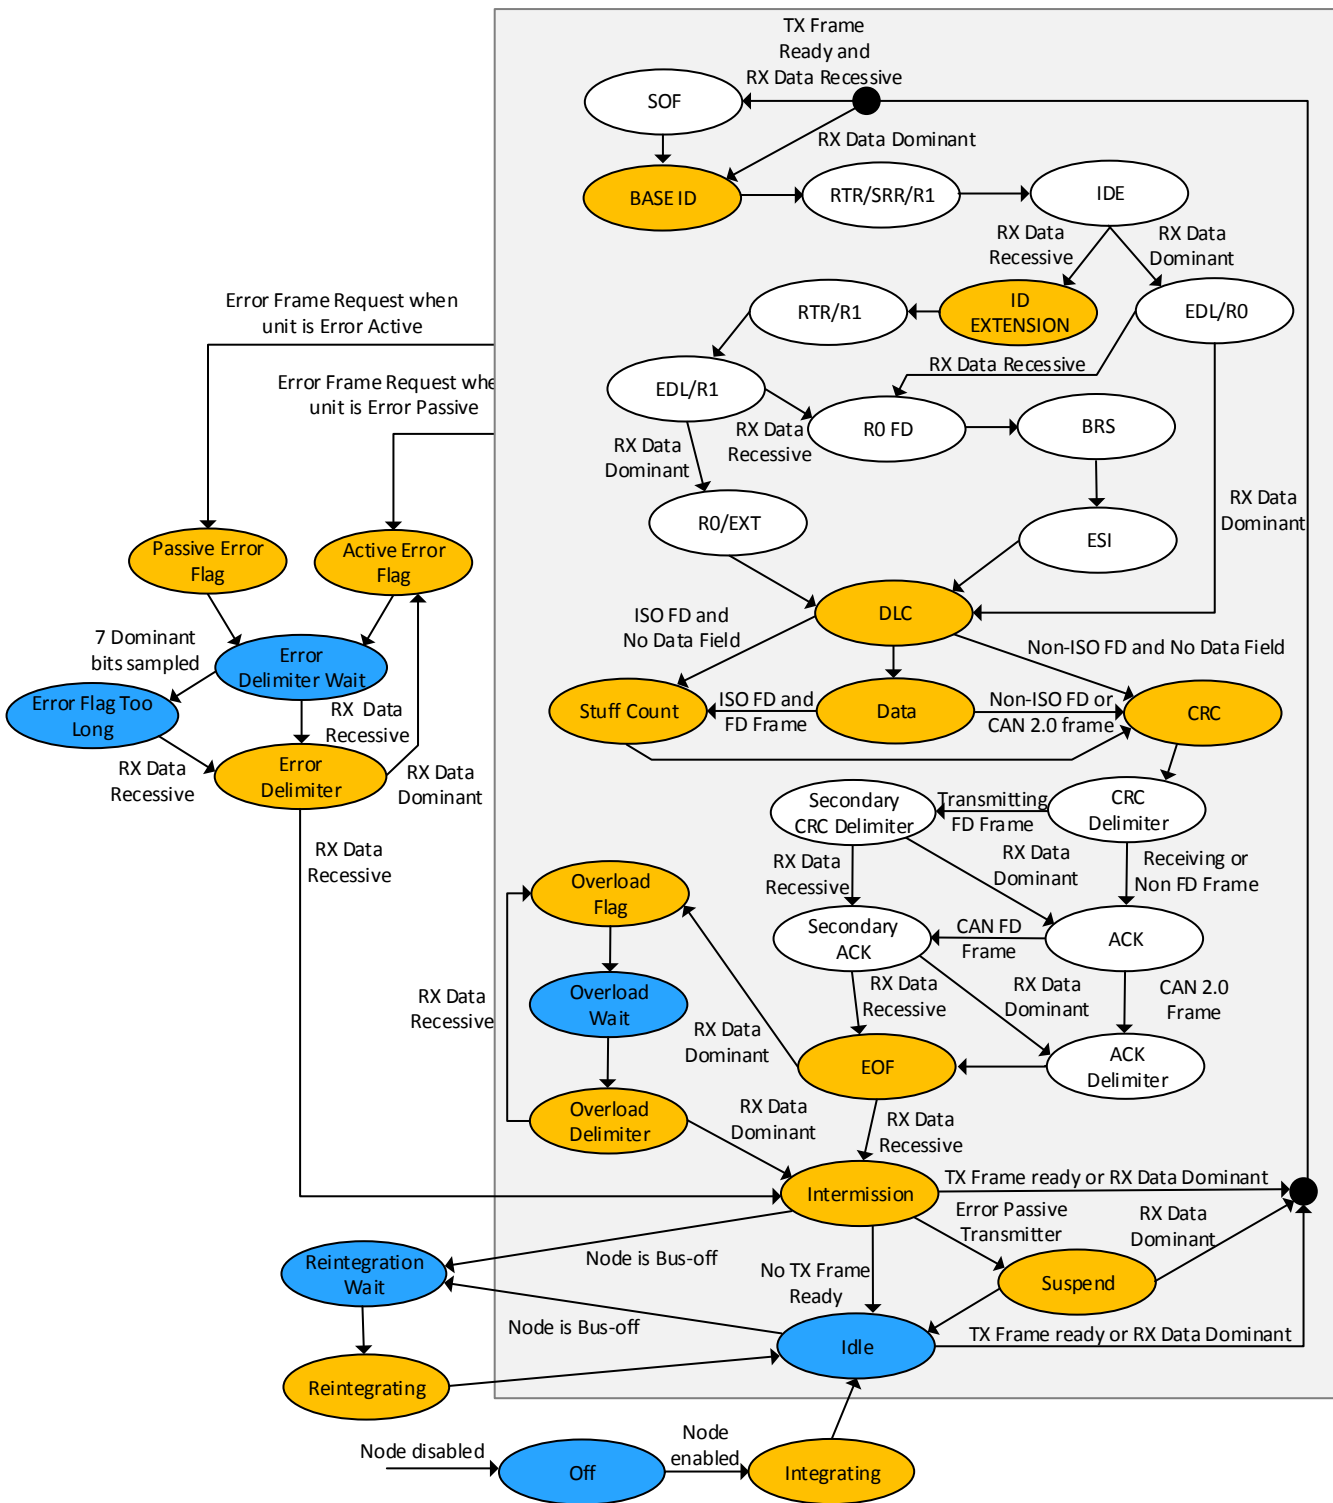 TX Frame
Ready and
RX Data Recessive
SOF
RX Data Dominant
BASE ID
RTR/SRR/R1
IDE
RX Data
Recessive
RX Data
Dominant
Error Frame Request when
unit is Error Active
RTR/R1
ID
EXTENSION
EDL/R0
RX Data Recessive
Error Frame Request whe
unit is Error Passive
EDL/R1
R0 FD
BRS
RX Data
Dominant
RX Data
Recessive
RX Data
Dominant
R0/EXT
ESI
Passive Error
Flag
Active Error
Flag
ISO FD and
No Data Field
DLC
Non-ISO FD and No Data Field
7 Dominant
bits sampled
Error
Delimiter Wait
Error Flag Too
Long
RX Data
Recessive
Stuff Count
ISO FD and
FD Frame
Data
Non-ISO FD or
CAN 2.0 frame
CRC
RX Data
Recessive
Error
Delimiter
RX Data
Dominant
Secondary
CRC Delimiter
Transmitting
FD Frame
CRC
Delimiter
RX Data
Recessive
RX Data
Recessive
RX Data
Dominant
Receiving or
Non FD Frame
Overload
Flag
Secondary
ACK
CAN FD
Frame
ACK
RX Data
Recessive
Overload
Wait
RX Data
Recessive
RX Data
Dominant
CAN 2.0
Frame
RX Data
Dominant
EOF
ACK
Delimiter
Overload
Delimiter
RX Data
Dominant
RX Data
Recessive
Intermission
TX Frame ready or RX Data Dominant
Error Passive
Transmitter
RX Data
Dominant
Reintegration
Wait
Node is Bus-off
No TX Frame
Ready
Suspend
Node is Bus-off
Idle
TX Frame ready or RX Data Dominant
Reintegrating
Node disabled
Off
Node
enabled
Integrating